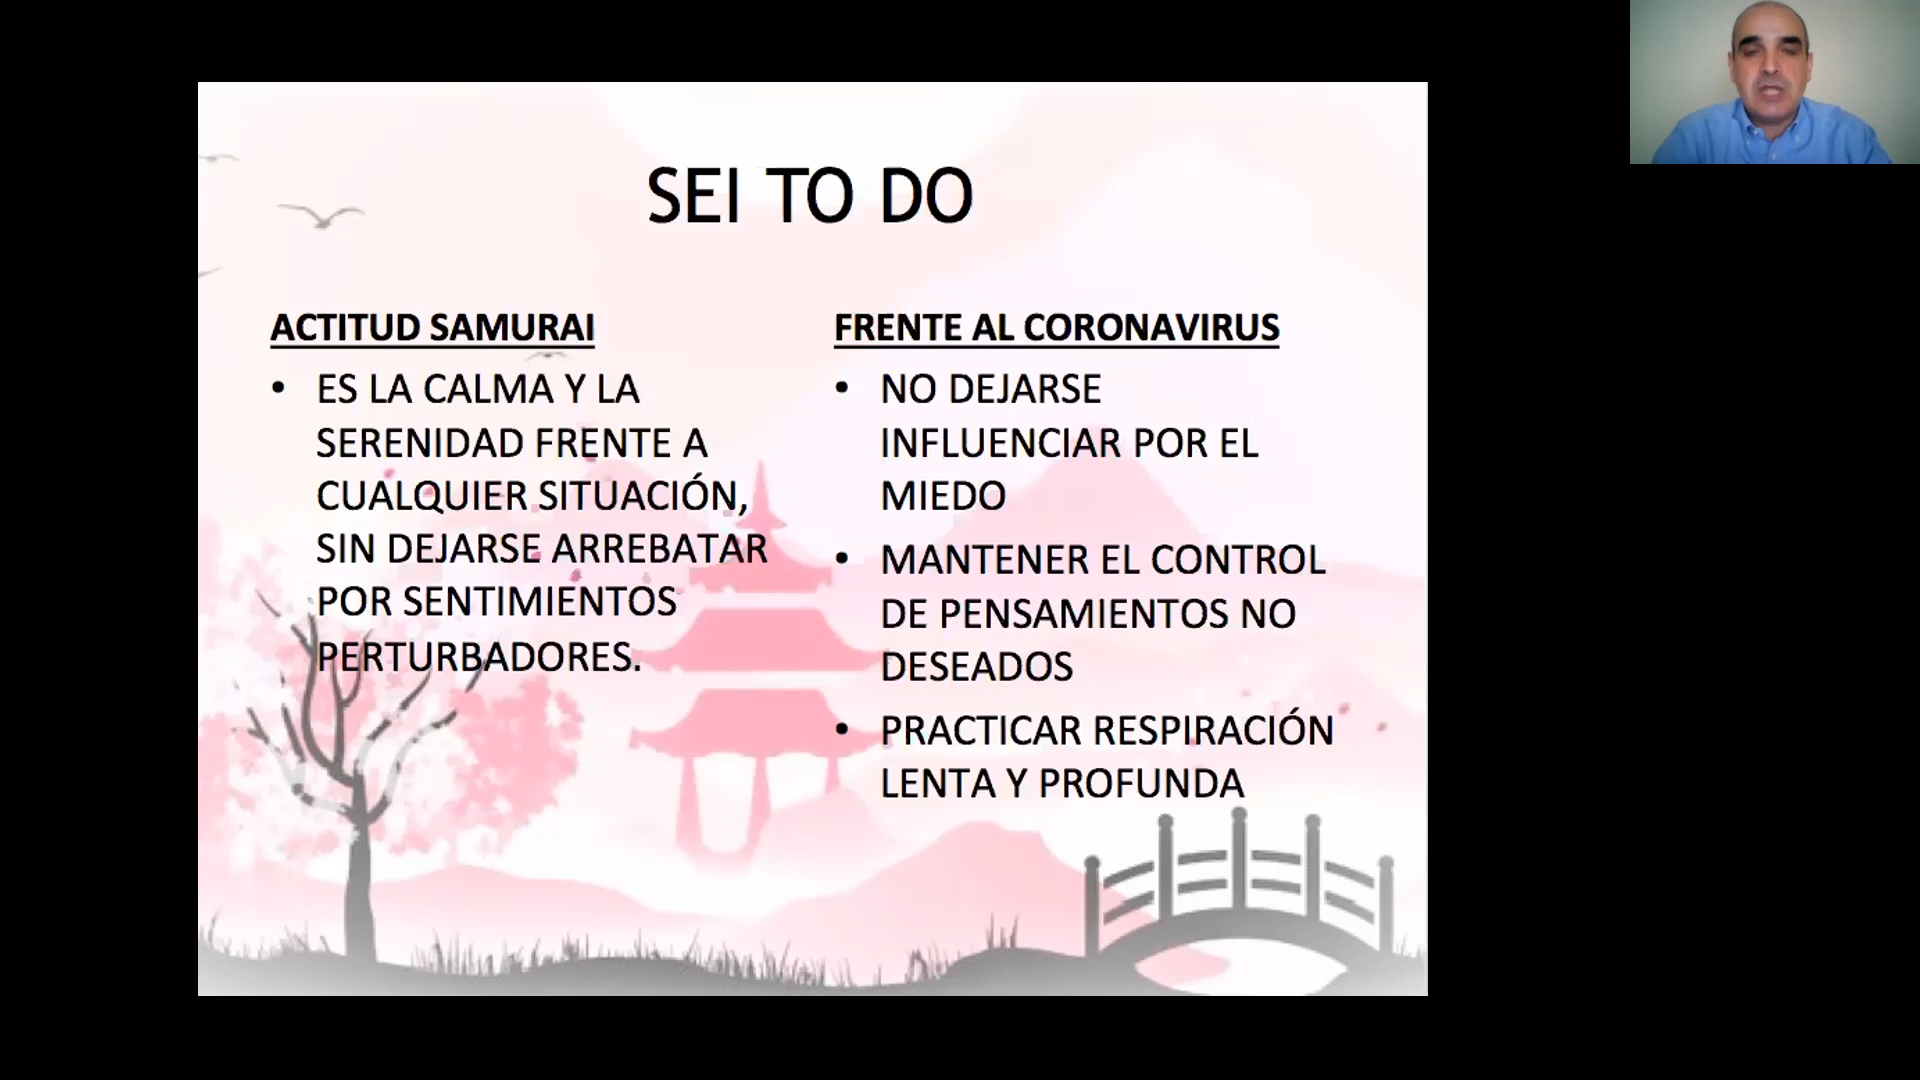 SEI TO DO
ACTITUD SAMURAI
• ES LA CALMA Y LA
SERENIDAD FRENTE A
CUALQUIER SITUACIÓN,
SIN DEJARSE ARREBATAR
POR SENTIMIENTOS
PERTURBADORES.
FRENTE AL CORONAVIRUS
• NO DEJARSE
INFLUENCIAR POR EL
MIEDO
• MANTENER EL CONTROL
DE PENSAMIENTOS NO
DESEADOS
• PRACTICAR RESPIRACIÓN
LENTA Y PROFUNDA